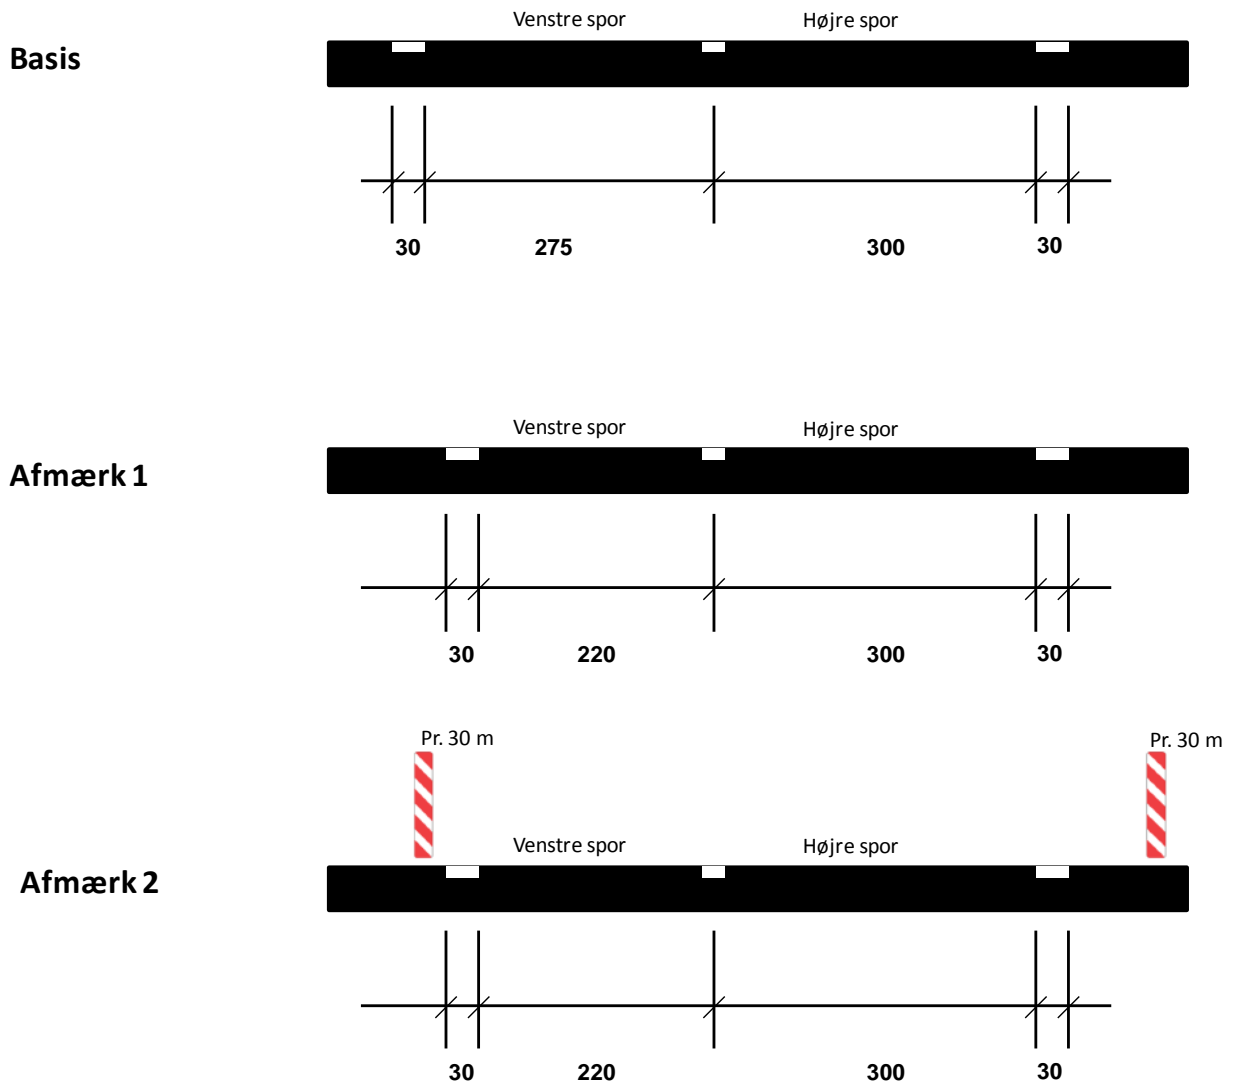 Venstre spor Højre spor
Basis
30 275 300 30
Venstre spor Højre spor
Afmærk 1
30 220 300 30
Pr. 30 m Pr. 30 m
Venstre spor Højre spor
Afmærk 2
30 220 300 30